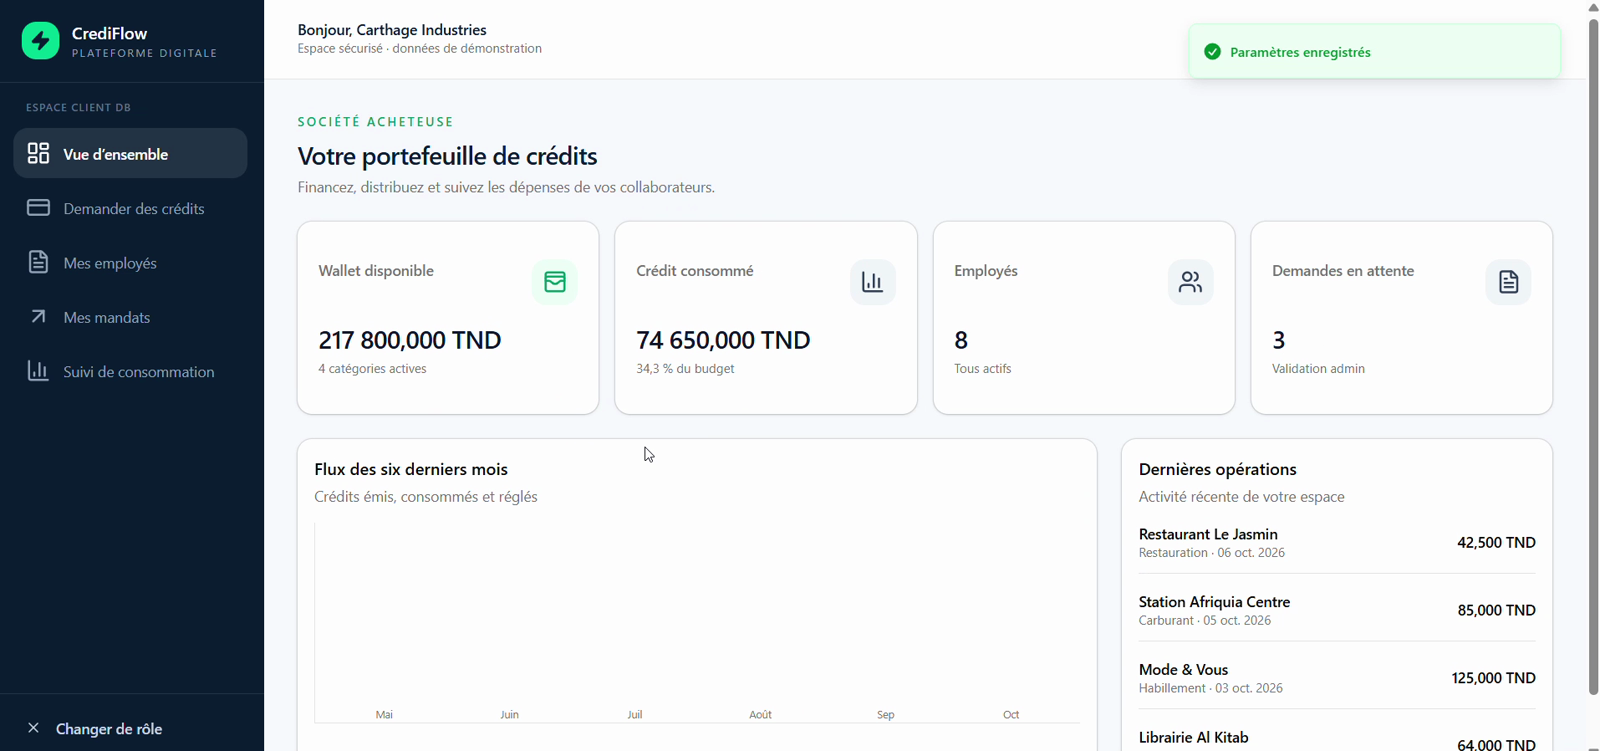 CrediFlow
PLATEFORME DIGITALE
ESPACE CLIENT DB
Vue d'ensemble
Demander des crédits
Mes employés
Mes mandats
Suivi de consommation
Changer de rôle
Bonjour, Carthage Industries
Espace sécurisé · données de démonstration
Paramètres enregistrés
SOCIÉTÉ ACHETEUSE
Votre portefeuille de crédits
Financez, distribuez et suivez les dépenses de vos collaborateurs.
Wallet disponible
217 800,000 TND
4 catégories actives
Crédit consommé
74 650,000 TND
34,3 % du budget
Employés
8
Tous actifs
Demandes en attente
3
Validation admin
Flux des six derniers mois
Crédits émis, consommés et réglés
Mai Juin Juil Août Sep Oct
Dernières opérations
Activité récente de votre espace
Restaurant Le Jasmin
Restauration · 06 oct. 2026
42,500 TND
Station Afriquia Centre
Carburant · 05 oct. 2026
85,000 TND
Mode & Vous
Habillement · 03 oct. 2026
125,000 TND
Librairie Al Kitab
64,000 TND